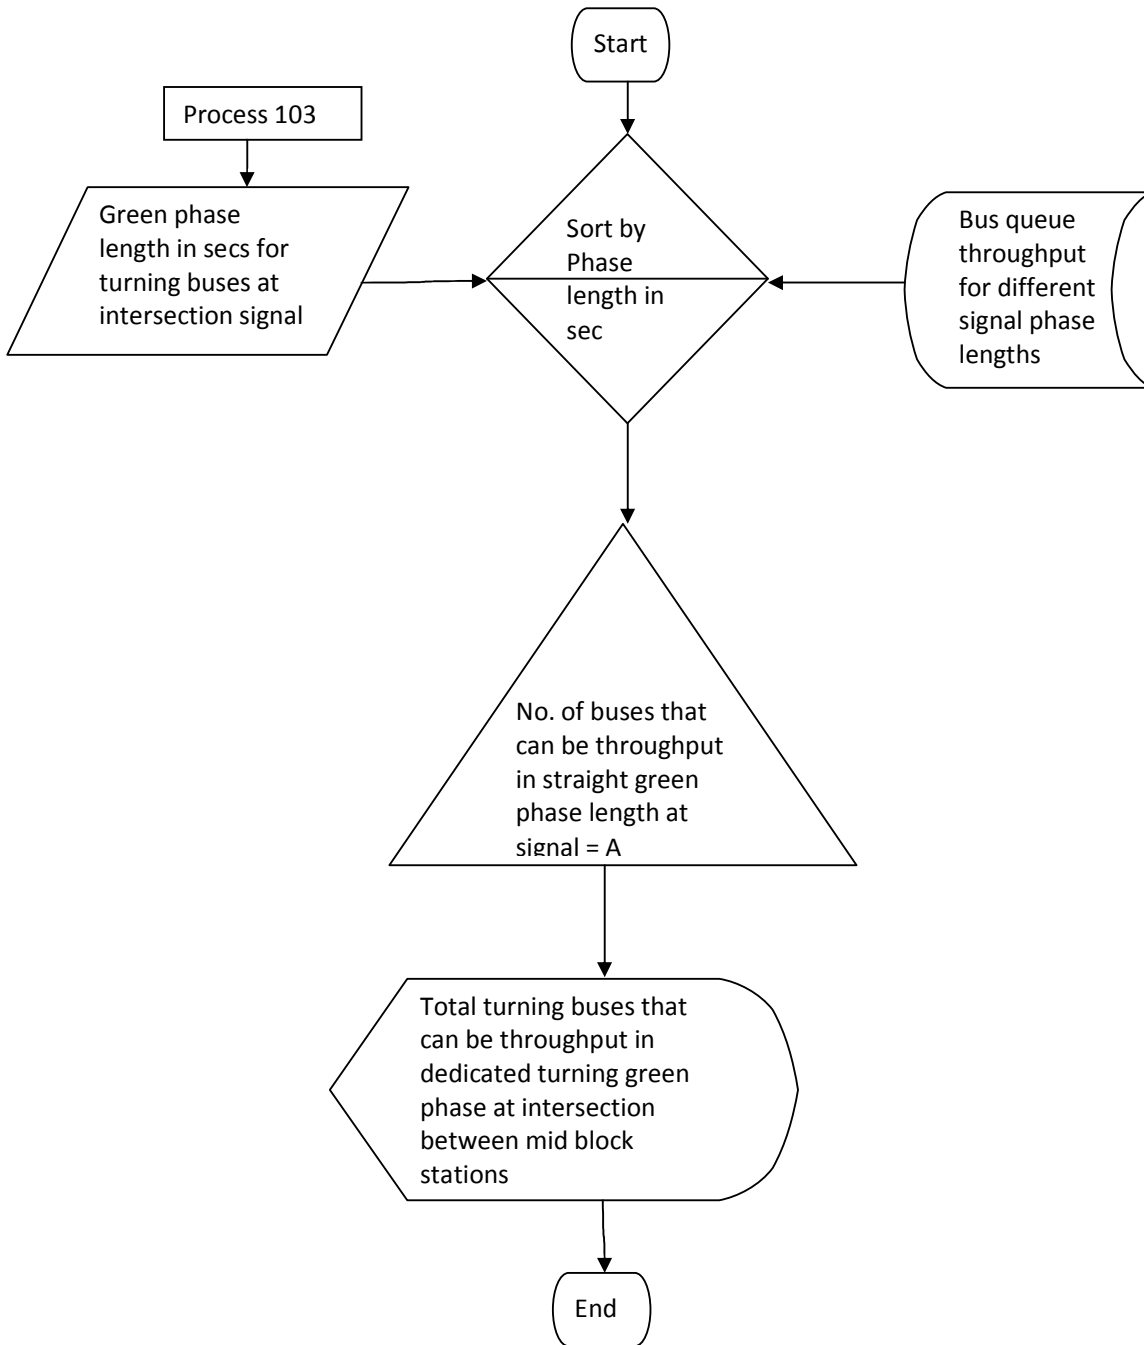 Start
Process 103
Green phase
length in secs for
turning buses at
intersection signal
Sort by
Phase
length in
sec
Bus queue
throughput
for different
signal phase
lengths
No. of buses that
can be throughput
in straight green
phase length at
signal = A
Total turning buses that
can be throughput in
dedicated turning green
phase at intersection
between mid block
stations
End